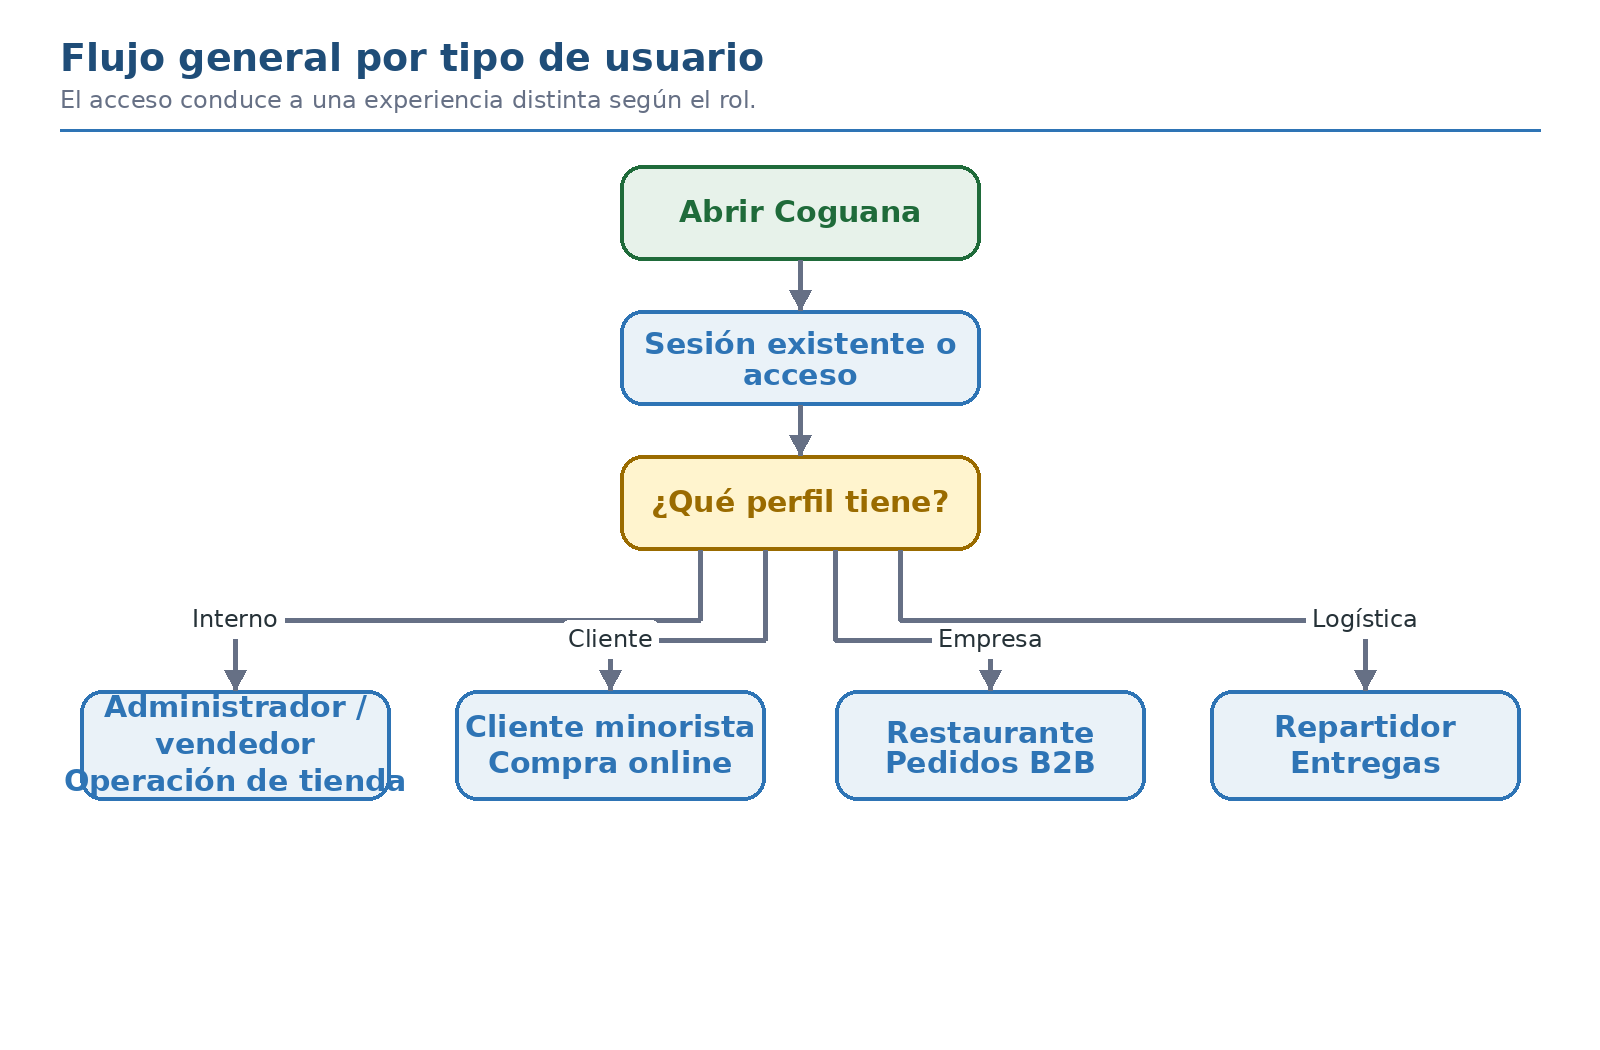 Flujo general por tipo de usuario
El acceso conduce a una experiencia distinta según el rol.
Abrir Coguana
Sesión existente o
acceso
¿Qué perfil tiene?
Interno
Cliente
Empresa
Logística
Administrador /
vendedor
Operación de tienda
Cliente minorista
Compra online
Restaurante
Pedidos B2B
Repartidor
Entregas